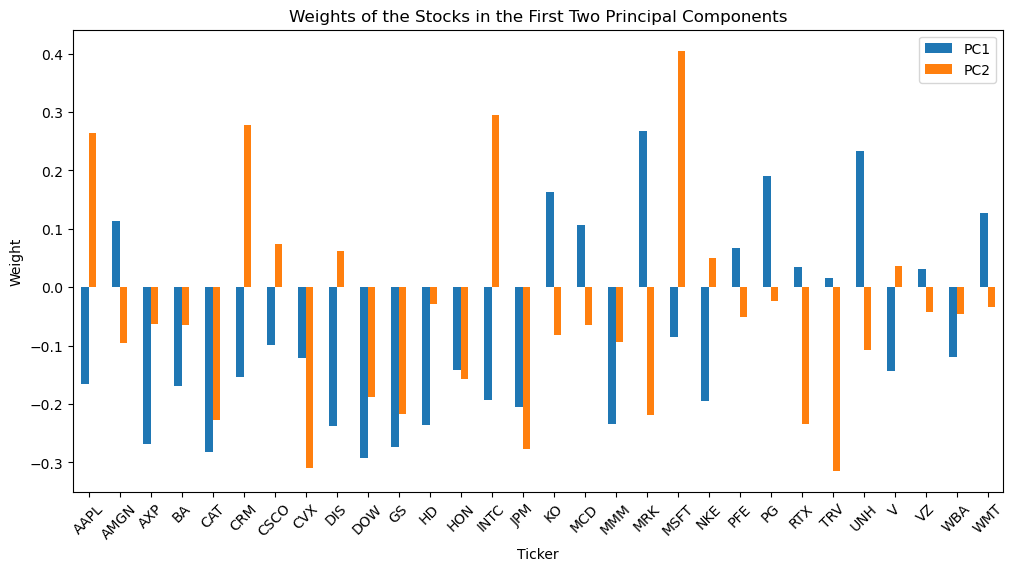 Weights of the Stocks in the First Two Principal Components
PC1
PC2
Weight
0.4
0.3
0.2
0.1
0.0
−0.1
−0.2
−0.3
AAPL AMGN AXP BA CAT CRM CSCO CVX DIS DOW GS HD HON INTC JPM KO MCD MMM MRK MSFT NKE PFE PG RTX TRV UNH V VZ WBA WMT
Ticker